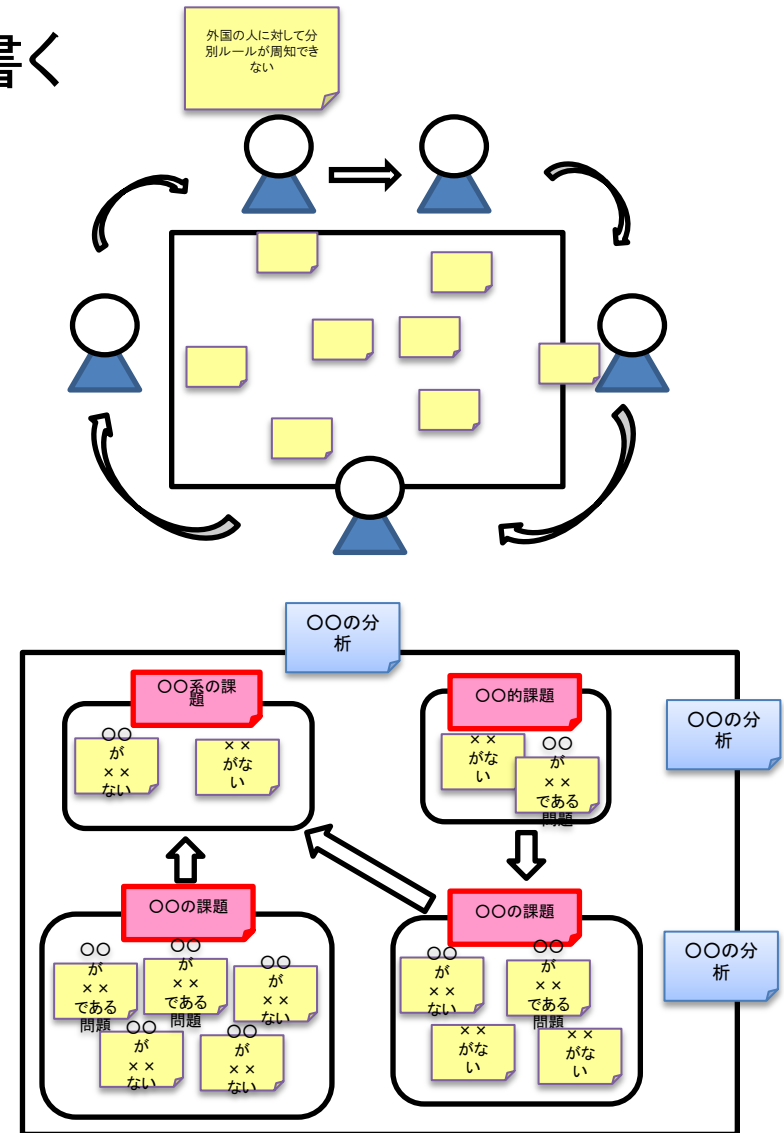 書く
外国の人に対して分
別ルールが周知でき
ない
〇〇の分
析
〇〇系の課
題
〇〇的課題
〇〇の分
析
〇〇
が
××
ない
××
がな
い
××
がな
い
〇〇
が
××
である
問題
〇〇の課題
〇〇の課題
〇〇の分
析
〇〇
が
××
である
問題
〇〇
が
××
である
問題
〇〇
が
××
ない
〇〇
が
××
ない
〇〇
が
××
ない
〇〇
が
××
ない
〇〇
が
××
である
問題
××
がな
い
××
がな
い